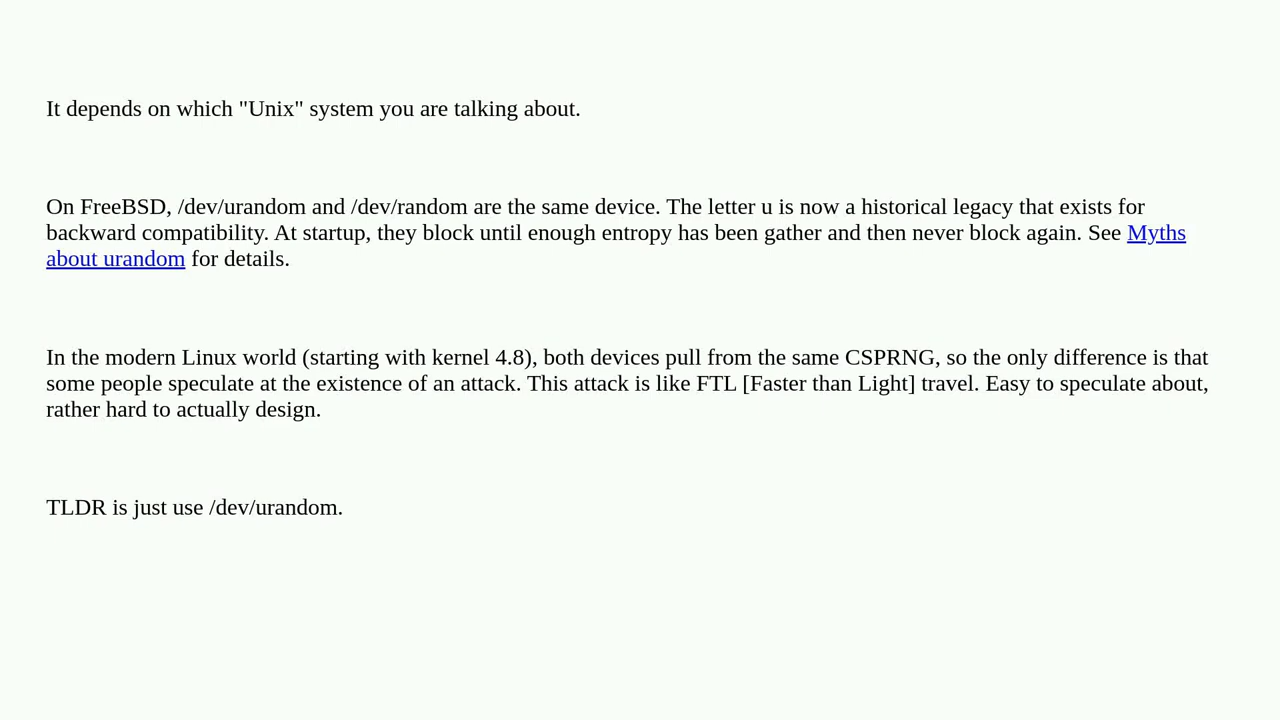 It depends on which "Unix" system you are talking about.
On FreeBSD, /dev/urandom and /dev/random are the same device. The letter u is now a historical legacy that exists for
backward compatibility. At startup, they block until enough entropy has been gather and then never block again. See Myths
about urandom for details.
In the modern Linux world (starting with kernel 4.8), both devices pull from the same CSPRNG, so the only difference is that
some people speculate at the existence of an attack. This attack is like FTL [Faster than Light] travel. Easy to speculate about,
rather hard to actually design.
TLDR is just use /dev/urandom.